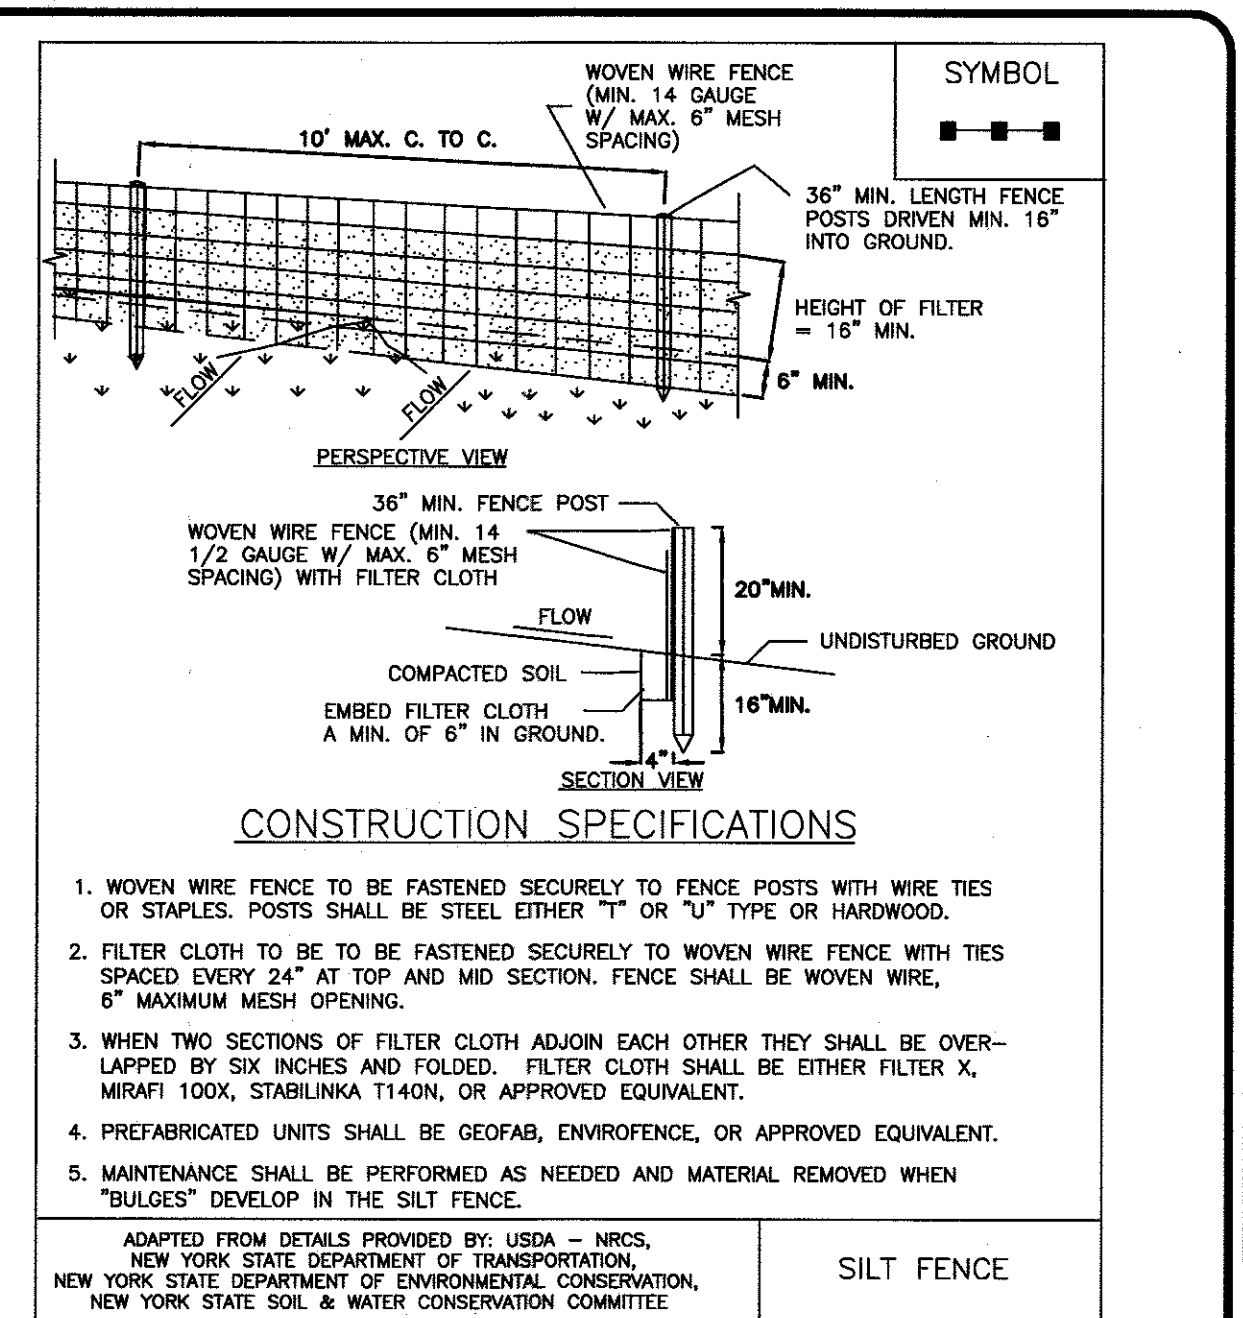 WOVEN WIRE FENCE
(MIN. 14 GAUGE
W/ MAX. 6" MESH
SPACING)
SYMBOL
10' MAX. C. TO C.
36" MIN. LENGTH FENCE
POSTS DRIVEN MIN. 16"
INTO GROUND.
HEIGHT OF FILTER
= 16" MIN.
6" MIN.
FLOW
FLOW
PERSPECTIVE VIEW
36" MIN. FENCE POST
WOVEN WIRE FENCE (MIN. 14
1/2 GAUGE W/ MAX. 6" MESH
SPACING) WITH FILTER CLOTH
20"MIN.
FLOW
UNDISTURBED GROUND
COMPACTED SOIL
EMBED FILTER CLOTH
A MIN. OF 6" IN GROUND.
16"MIN.
4"
SECTION VIEW
CONSTRUCTION SPECIFICATIONS
1. WOVEN WIRE FENCE TO BE FASTENED SECURELY TO FENCE POSTS WITH WIRE TIES
OR STAPLES. POSTS SHALL BE STEEL EITHER "T" OR "U" TYPE OR HARDWOOD.
2. FILTER CLOTH TO BE TO BE FASTENED SECURELY TO WOVEN WIRE FENCE WITH TIES
SPACED EVERY 24" AT TOP AND MID SECTION. FENCE SHALL BE WOVEN WIRE,
6" MAXIMUM MESH OPENING.
3. WHEN TWO SECTIONS OF FILTER CLOTH ADJOIN EACH OTHER THEY SHALL BE OVER-
LAPPED BY SIX INCHES AND FOLDED. FILTER CLOTH SHALL BE EITHER FILTER X,
MIRAFI 100X, STABILINKA T140N, OR APPROVED EQUIVALENT.
4. PREFABRICATED UNITS SHALL BE GEOFAB, ENVIROFENCE, OR APPROVED EQUIVALENT.
5. MAINTENANCE SHALL BE PERFORMED AS NEEDED AND MATERIAL REMOVED WHEN
"BULGES" DEVELOP IN THE SILT FENCE.
ADAPTED FROM DETAILS PROVIDED BY: USDA - NRCS,
NEW YORK STATE DEPARTMENT OF TRANSPORTATION,
NEW YORK STATE DEPARTMENT OF ENVIRONMENTAL CONSERVATION,
NEW YORK STATE SOIL & WATER CONSERVATION COMMITTEE
SILT FENCE